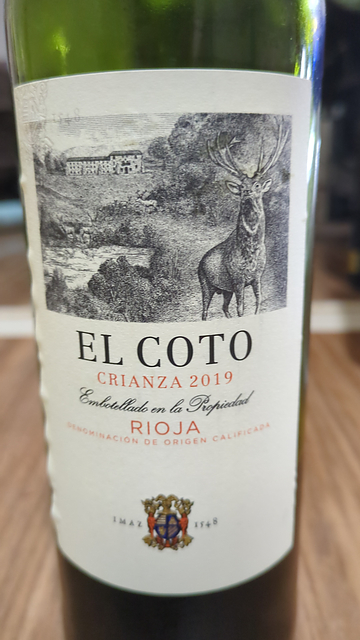 EL COTO
CRIANZA 2019
Embotellado en la Propiedad
RIOJA
DENOMINACIÓN DE ORIGEN CALIFICADA
IMAZ 1548